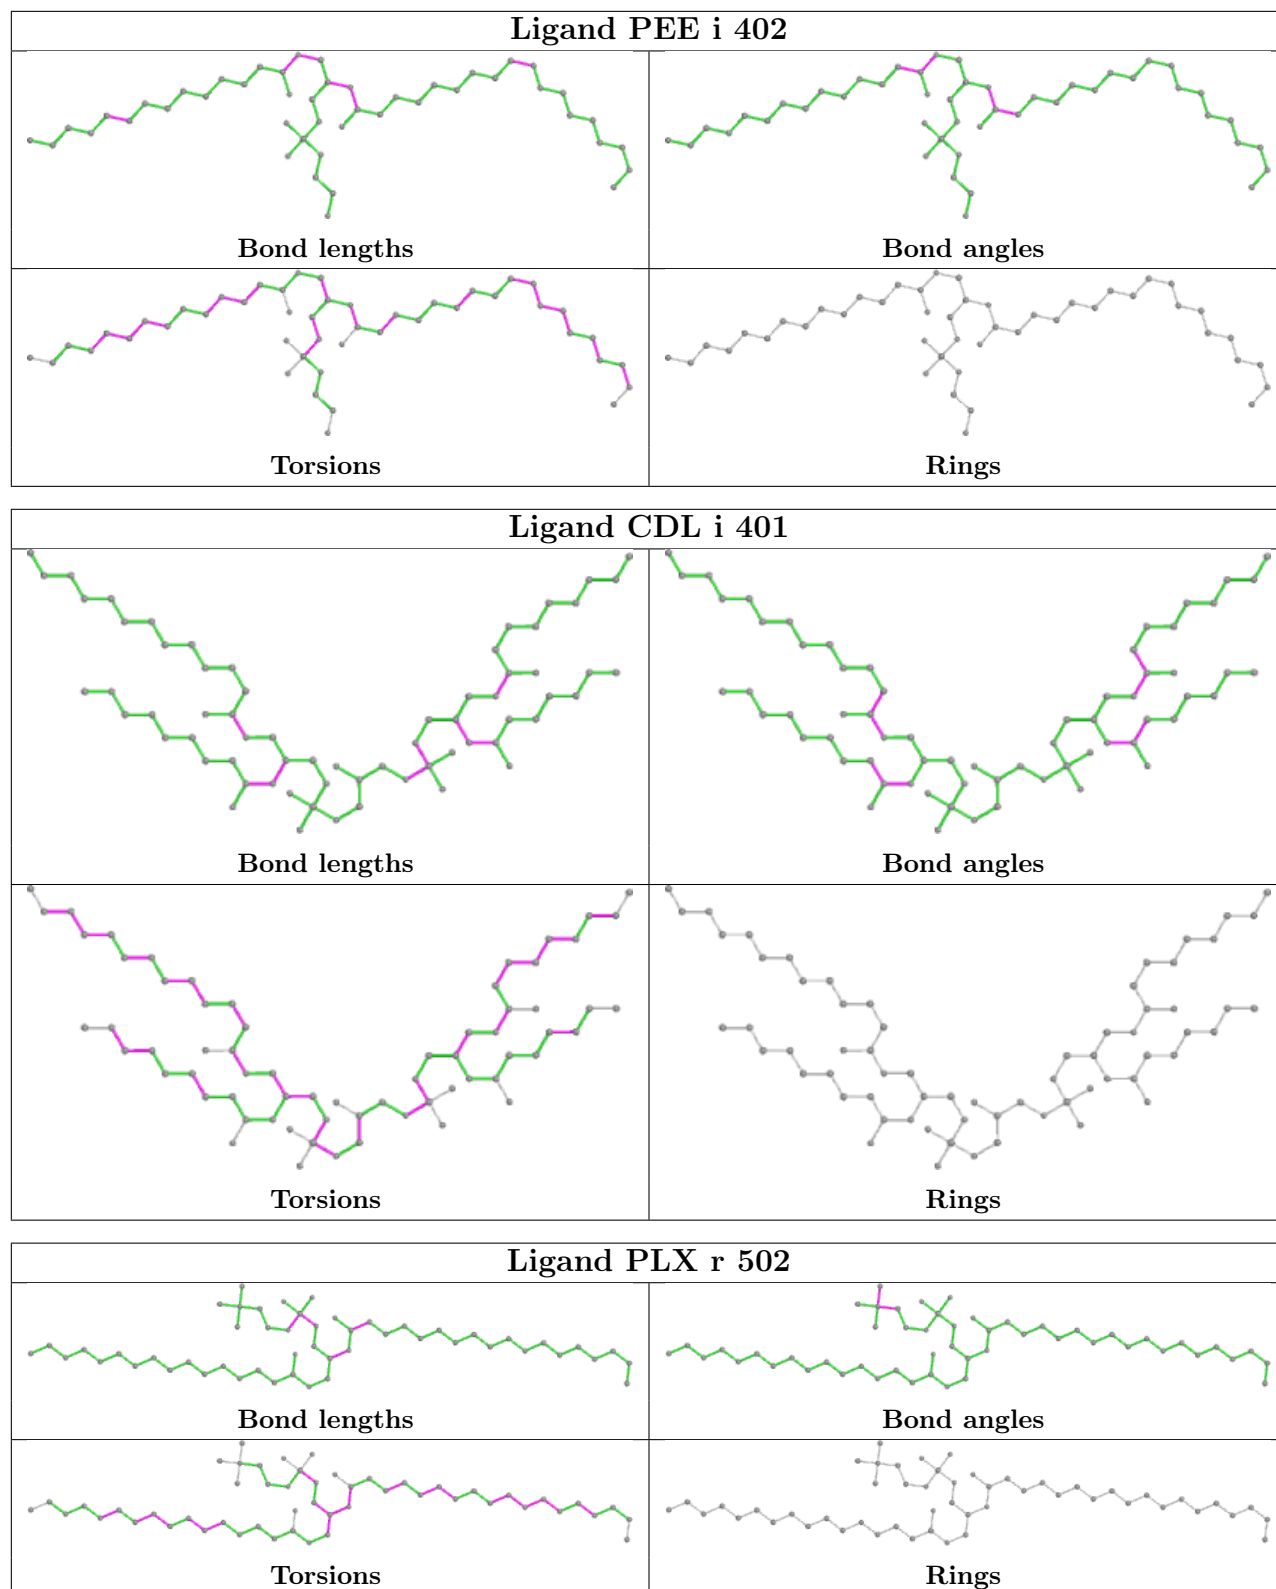 Ligand PEE i 402
Bond lengths
Bond angles
Torsions
Rings
Ligand CDL i 401
Bond lengths
Bond angles
Torsions
Rings
Ligand PLX r 502
Bond lengths
Bond angles
Torsions
Rings